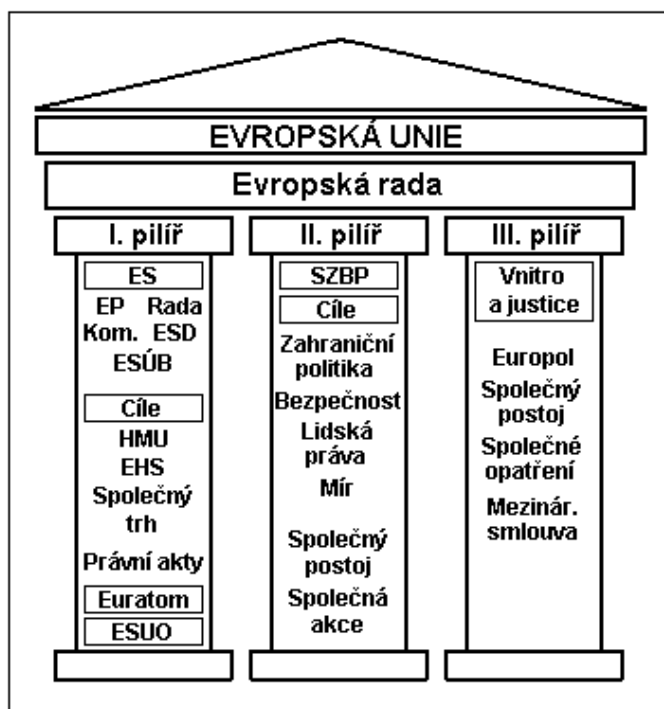 EVROPSKÁ UNIE
Evropská rada
I. pilíř
ES
EP Rada
Kom. ESD
ESÚB
Cíle
HMU
EHS
Společný
trh
Právní akty
Euratom
ESUO
II. pilíř
SZBP
Cíle
Zahraniční
politika
Bezpečnost
Lidská
práva
Mír
Společný
postoj
Společná
akce
III. pilíř
Vnitro
a justice
Europol
Společný
postoj
Společné
opatření
Mezinár.
smlouva